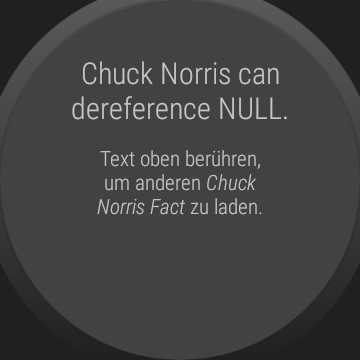 Chuck Norris can
dereference NULL.
Text oben berühren,
um anderen Chuck
Norris Fact zu laden.